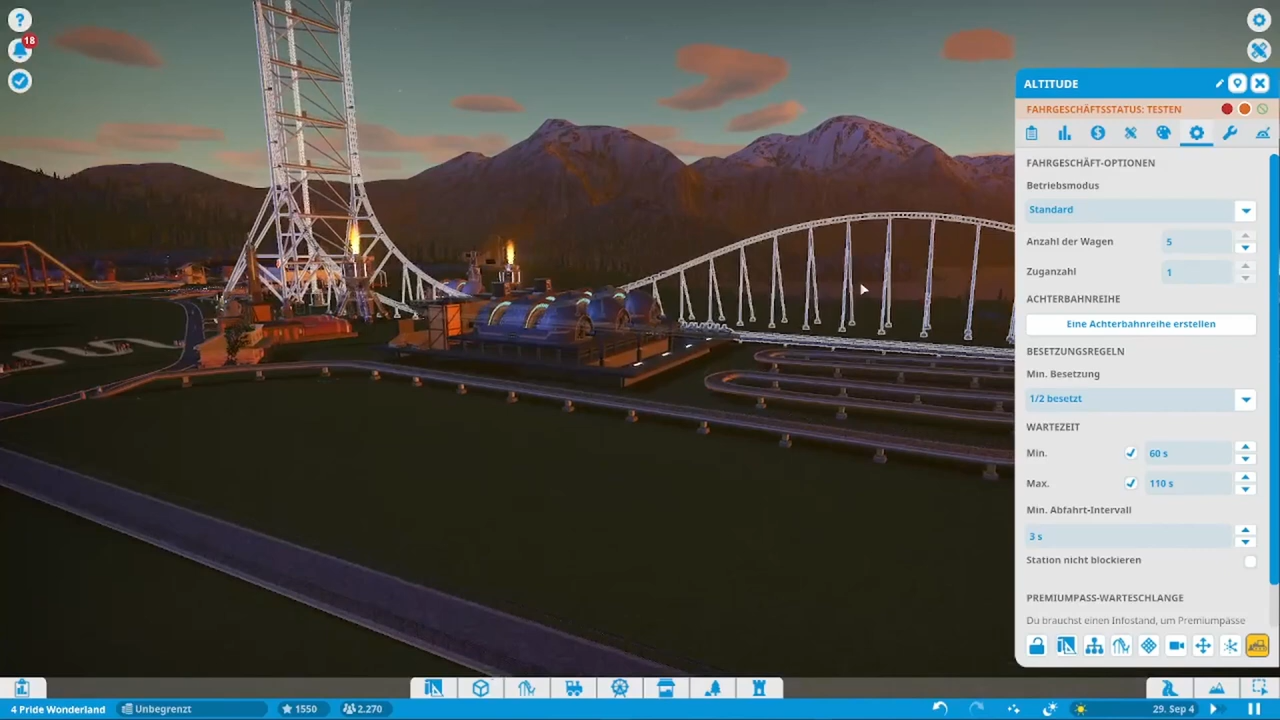 ?
18
ALTITUDE
FAHRGESCHÄFTSSTATUS: TESTEN
FAHRGESCHÄFT-OPTIONEN
Betriebsmodus
Standard
Anzahl der Wagen 5
Zuganzahl 1
ACHTERBAHNREIHE
Eine Achterbahnreihe erstellen
BESETZUNGSREGELN
Min. Besetzung
1/2 besetzt
WARTEZEIT
Min. 60 s
Max. 110 s
Min. Abfahrt-Intervall
3 s
Station nicht blockieren
PREMIUMPASS-WARTESCHLANGE
Du brauchst einen Infostand, um Premiumpässe
4 Pride Wonderland Unbegrenzt 1550 2.270 29. Sep 4